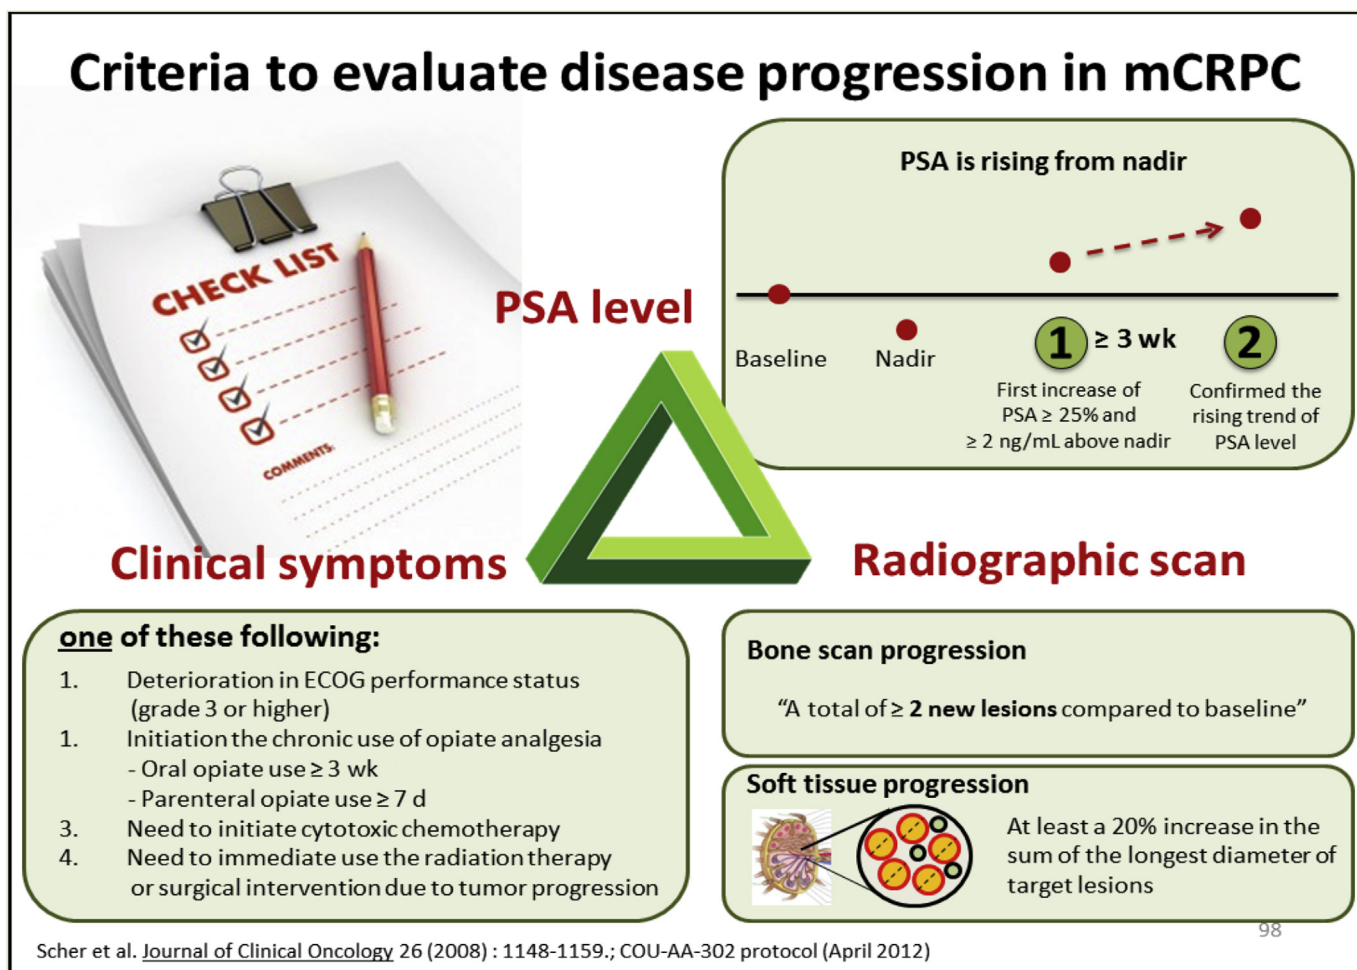 Criteria to evaluate disease progression in mCRPC
CHECK LIST
COMMENTS:
PSA level
PSA is rising from nadir
Baseline
Nadir
1 ≥ 3 wk
2
First increase of
PSA ≥ 25% and
≥ 2 ng/mL above nadir
Confirmed the
rising trend of
PSA level
Clinical symptoms
Radiographic scan
one of these following:
1. Deterioration in ECOG performance status
(grade 3 or higher)
1. Initiation the chronic use of opiate analgesia
- Oral opiate use ≥ 3 wk
- Parenteral opiate use ≥ 7 d
3. Need to initiate cytotoxic chemotherapy
4. Need to immediate use the radiation therapy
or surgical intervention due to tumor progression
Bone scan progression
“A total of ≥ 2 new lesions compared to baseline”
Soft tissue progression
At least a 20% increase in the
sum of the longest diameter of
target lesions
98
Scher et al. Journal of Clinical Oncology 26 (2008) : 1148-1159.; COU-AA-302 protocol (April 2012)